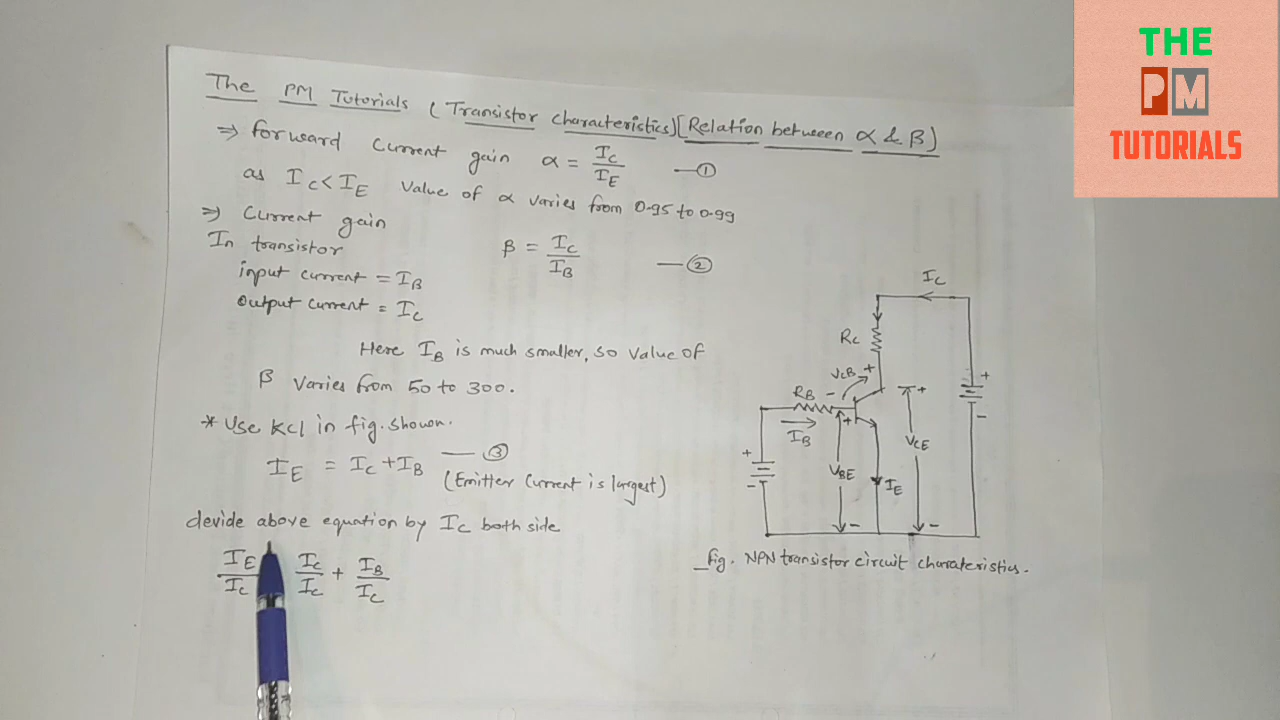 THE
PM
TUTORIALS
The PM Tutorials (Transistor characteristics) [Relation between α & β)
⇒ forward current gain α = I_C / I_E —①
as I_C < I_E Value of α varies from 0.95 to 0.99
⇒ Current gain
In transistor β = I_C / I_B —②
input current = I_B
output current = I_C
Here I_B is much smaller, so value of
β varies from 50 to 300.
* Use KCl in fig. shown.
I_E = I_C + I_B —③
(Emitter Current is largest)
devide above equation by I_C both side
I_E / I_C I_C / I_C + I_B / I_C
I_C
R_C
V_CB +
+
-
R_B -
+
+
I_B
V_CE
+
-
V_BE
I_E
-
-
fig. NPN transistor circuit charateristics.